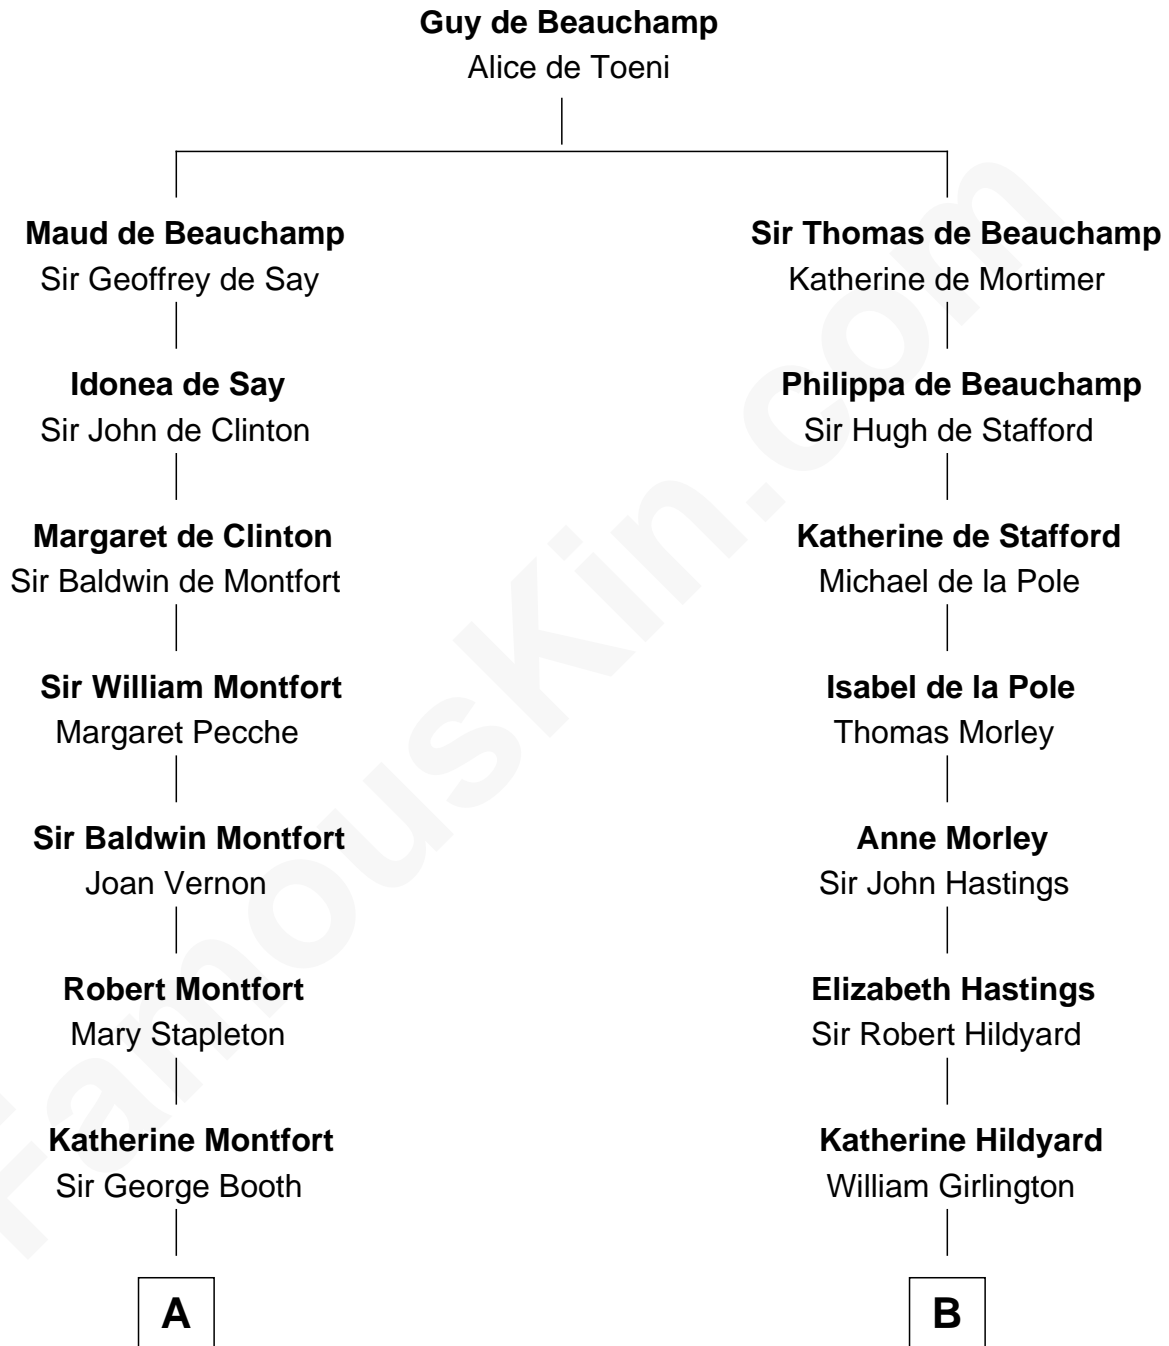 Guy de Beauchamp
Alice de Toeni
Maud de Beauchamp
Sir Geoffrey de Say
Sir Thomas de Beauchamp
Katherine de Mortimer
Idonea de Say
Sir John de Clinton
Philippa de Beauchamp
Sir Hugh de Stafford
Margaret de Clinton
Sir Baldwin de Montfort
Katherine de Stafford
Michael de la Pole
Sir William Montfort
Margaret Pecche
Isabel de la Pole
Thomas Morley
Sir Baldwin Montfort
Joan Vernon
Anne Morley
Sir John Hastings
Robert Montfort
Mary Stapleton
Elizabeth Hastings
Sir Robert Hildyard
Katherine Montfort
Sir George Booth
Katherine Hildyard
William Girlington
A
B
FamousKin.com